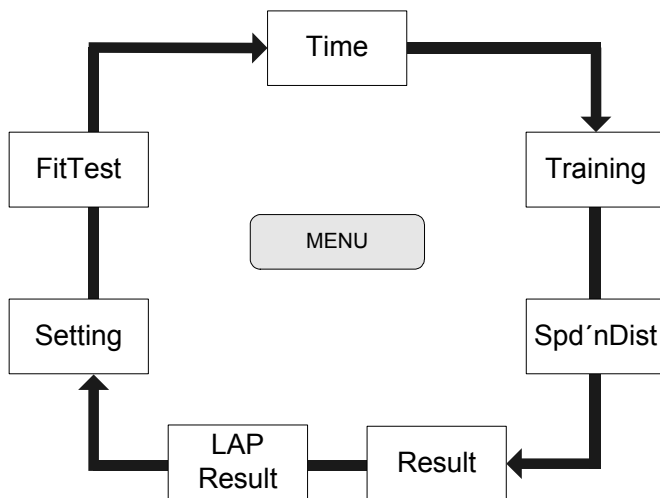 Time
FitTest
Training
MENU
Setting
Spd´nDist
LAP
Result
Result